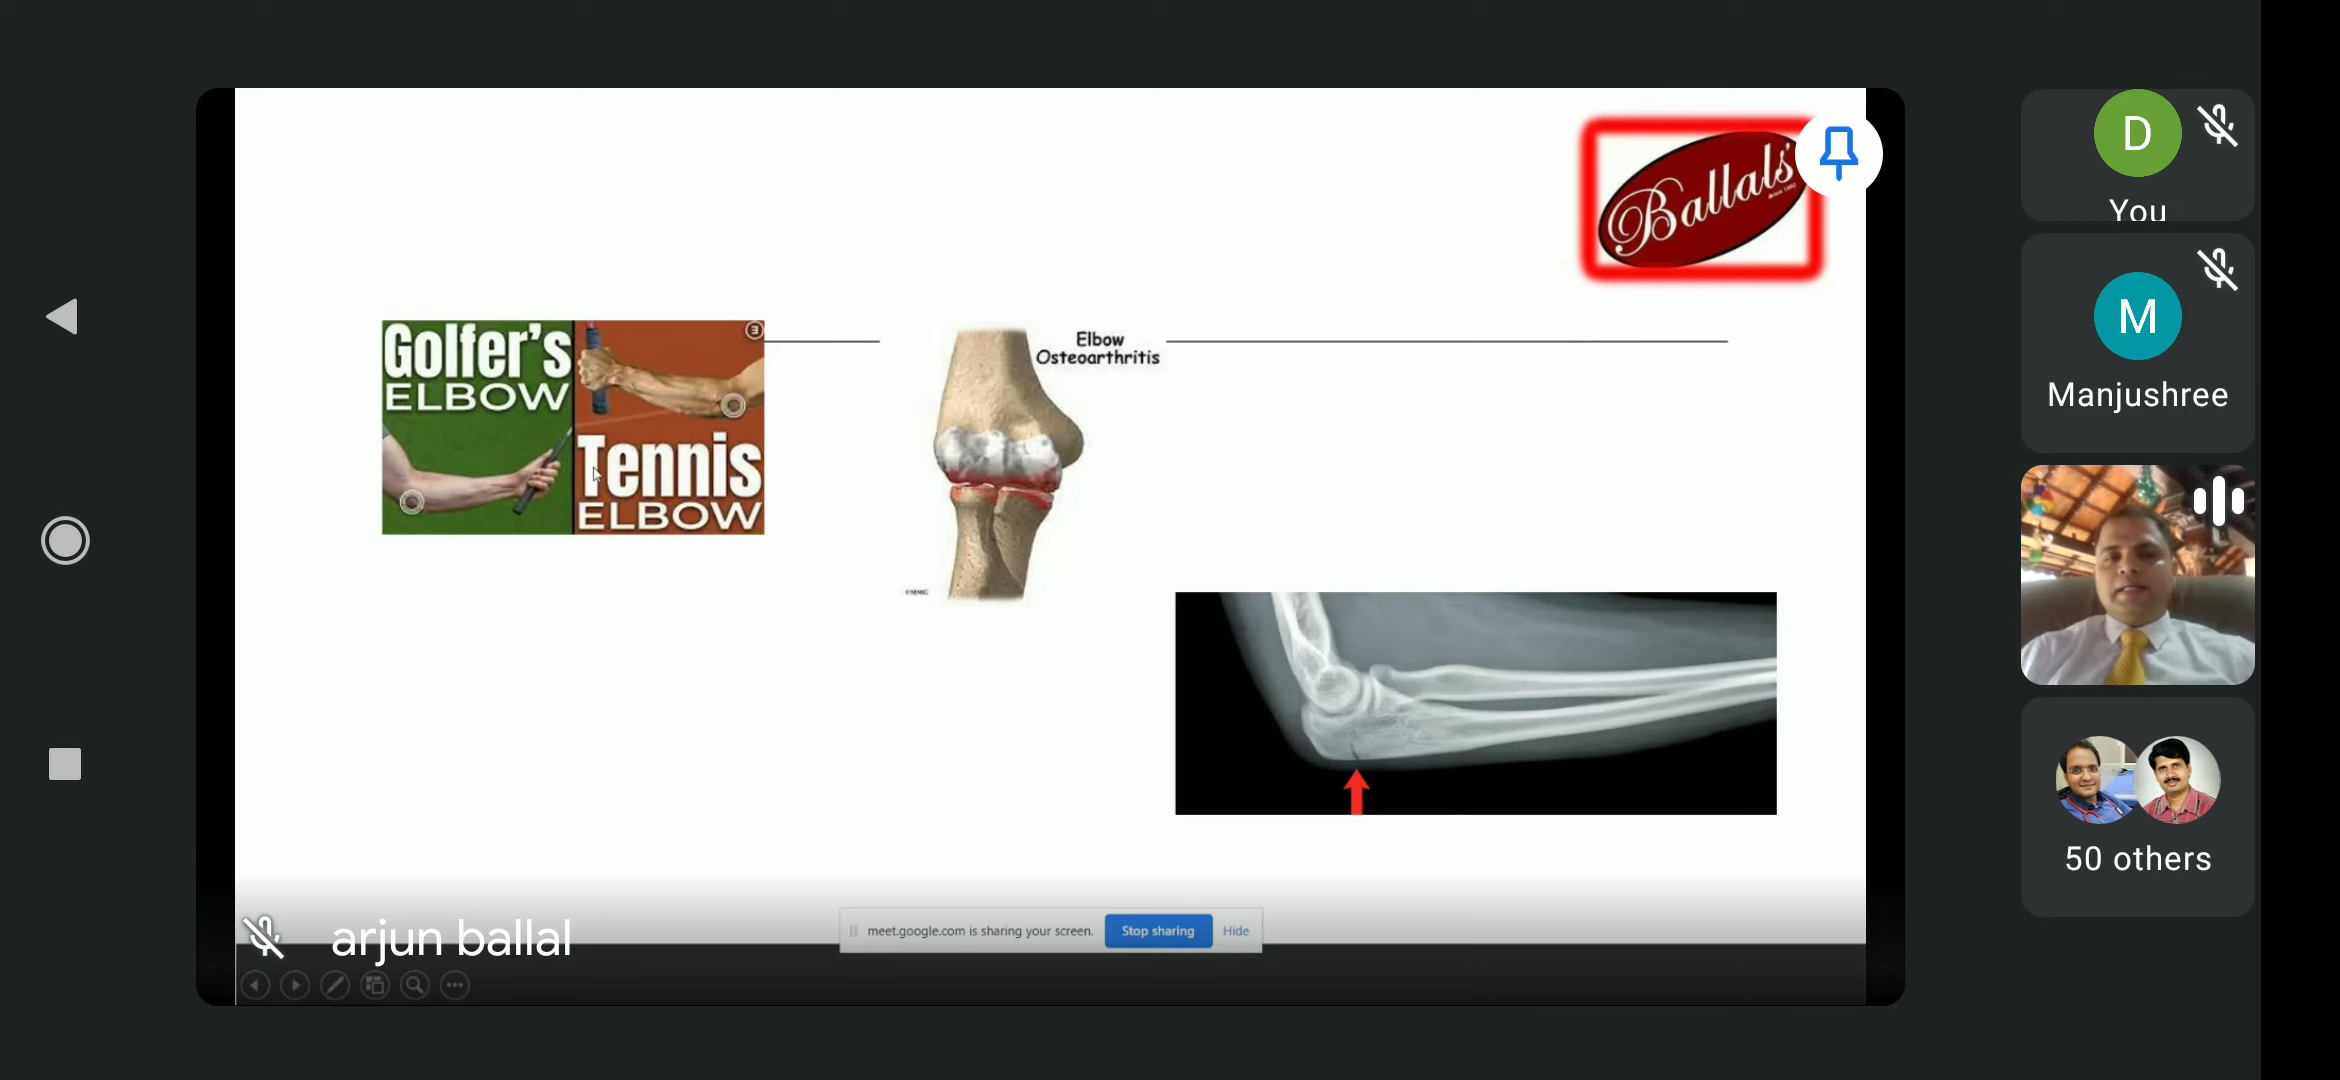 Ballals'
Golfer's
ELBOW
3
Tennis
ELBOW
Elbow
Osteoarthritis
arjun ballal
meet.google.com is sharing your screen.
Stop sharing
Hide
D
You
M
Manjushree
50 others